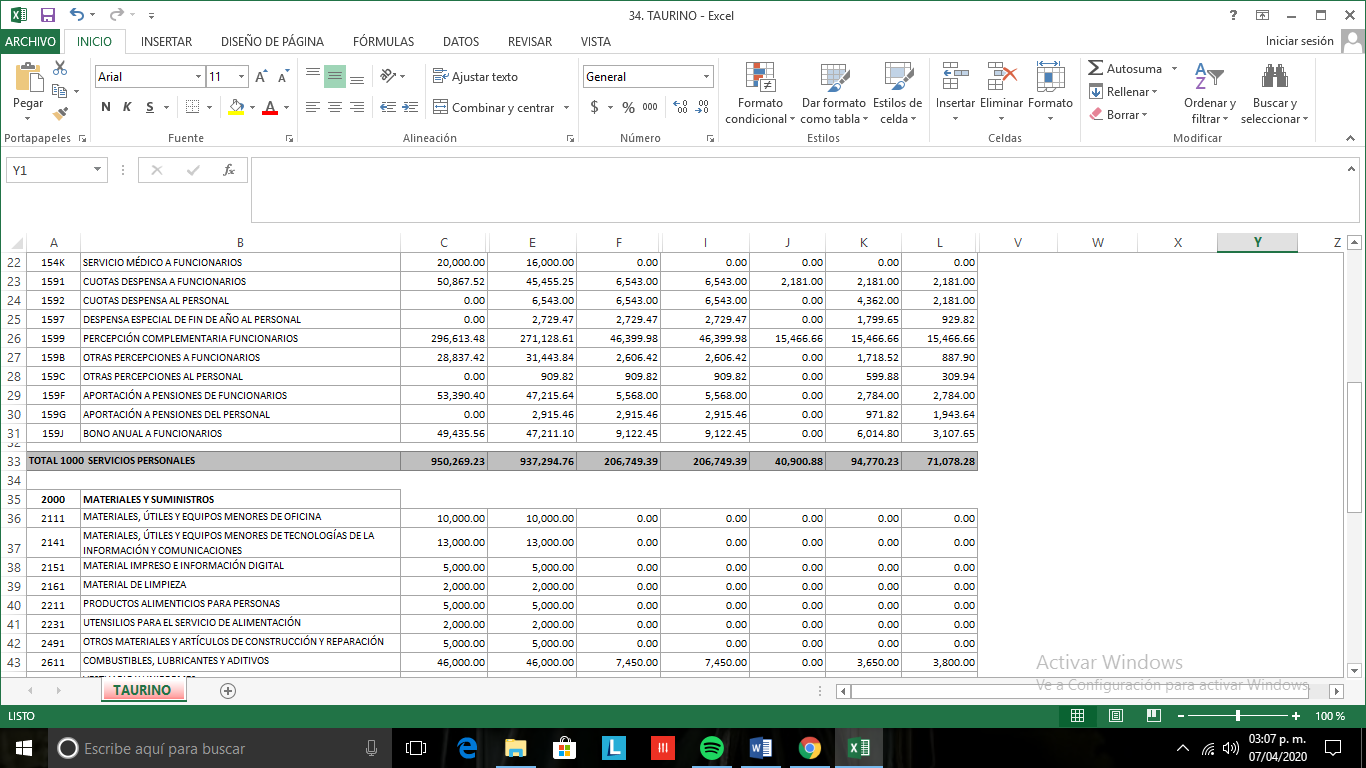 34. TAURINO - Excel
?
ARCHIVO INICIO INSERTAR DISEÑO DE PÁGINA FÓRMULAS DATOS REVISAR VISTA Iniciar sesión
Arial 11 Ajustar texto General Autosuma
Pegar N K S Combinar y centrar $ % 000 Formato condicional Dar formato como tabla Estilos de celda Insertar Eliminar Formato Rellenar Borrar Ordenar y filtrar Buscar y seleccionar
Portapapeles Fuente Alineación Número Estilos Celdas Modificar
Y1 fx
A B C E F I J K L V W X Y Z
22 154K SERVICIO MÉDICO A FUNCIONARIOS 20,000.00 16,000.00 0.00 0.00 0.00 0.00 0.00
23 1591 CUOTAS DESPENSA A FUNCIONARIOS 50,867.52 45,455.25 6,543.00 6,543.00 2,181.00 2,181.00 2,181.00
24 1592 CUOTAS DESPENSA AL PERSONAL 0.00 6,543.00 6,543.00 6,543.00 0.00 4,362.00 2,181.00
25 1597 DESPENSA ESPECIAL DE FIN DE AÑO AL PERSONAL 0.00 2,729.47 2,729.47 2,729.47 0.00 1,799.65 929.82
26 1599 PERCEPCIÓN COMPLEMENTARIA FUNCIONARIOS 296,613.48 271,128.61 46,399.98 46,399.98 15,466.66 15,466.66 15,466.66
27 159B OTRAS PERCEPCIONES A FUNCIONARIOS 28,837.42 31,443.84 2,606.42 2,606.42 0.00 1,718.52 887.90
28 159C OTRAS PERCEPCIONES AL PERSONAL 0.00 909.82 909.82 909.82 0.00 599.88 309.94
29 159F APORTACIÓN A PENSIONES DE FUNCIONARIOS 53,390.40 47,215.64 5,568.00 5,568.00 0.00 2,784.00 2,784.00
30 159G APORTACIÓN A PENSIONES DEL PERSONAL 0.00 2,915.46 2,915.46 2,915.46 0.00 971.82 1,943.64
31 159J BONO ANUAL A FUNCIONARIOS 49,435.56 47,211.10 9,122.45 9,122.45 0.00 6,014.80 3,107.65
33 TOTAL 1000 SERVICIOS PERSONALES 950,269.23 937,294.76 206,749.39 206,749.39 40,900.88 94,770.23 71,078.28
34
35 2000 MATERIALES Y SUMINISTROS
36 2111 MATERIALES, ÚTILES Y EQUIPOS MENORES DE OFICINA 10,000.00 10,000.00 0.00 0.00 0.00 0.00 0.00
37 2141 MATERIALES, ÚTILES Y EQUIPOS MENORES DE TECNOLOGÍAS DE LA INFORMACIÓN Y COMUNICACIONES 13,000.00 13,000.00 0.00 0.00 0.00 0.00 0.00
38 2151 MATERIAL IMPRESO E INFORMACIÓN DIGITAL 5,000.00 5,000.00 0.00 0.00 0.00 0.00 0.00
39 2161 MATERIAL DE LIMPIEZA 2,000.00 2,000.00 0.00 0.00 0.00 0.00 0.00
40 2211 PRODUCTOS ALIMENTICIOS PARA PERSONAS 5,000.00 5,000.00 0.00 0.00 0.00 0.00 0.00
41 2231 UTENSILIOS PARA EL SERVICIO DE ALIMENTACIÓN 2,000.00 2,000.00 0.00 0.00 0.00 0.00 0.00
42 2491 OTROS MATERIALES Y ARTÍCULOS DE CONSTRUCCIÓN Y REPARACIÓN 5,000.00 5,000.00 0.00 0.00 0.00 0.00 0.00
43 2611 COMBUSTIBLES, LUBRICANTES Y ADITIVOS 46,000.00 46,000.00 7,450.00 7,450.00 0.00 3,650.00 3,800.00
Activar Windows
Ve a Configuración para activar Windows.
TAURINO
LISTO 100 %
Escribe aquí para buscar
03:07 p. m.
07/04/2020